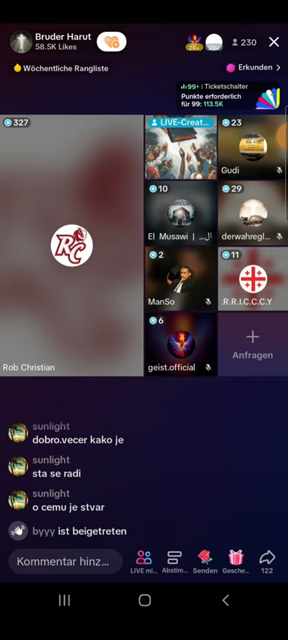 Bruder Harut
58.5K Likes
20+
230
Wöchentliche Rangliste
Erkunden >
99+ | Ticketschalter
Punkte erforderlich
für 99: 113.5K
327
RC
Rob Christian
LIVE-Creat...
23
Gudi
10
El Musawi | ...ال
29
derwahregl...
2
ManSo
11
.R.R.I.C.C.C.Y
6
geist.official
+
Anfragen
sunlight
dobro.vecer kako je
sunlight
sta se radi
sunlight
o cemu je stvar
byyy ist beigetreten
Kommentar hinz...
LIVE mi...
Abstim...
Senden
Gesche...
122